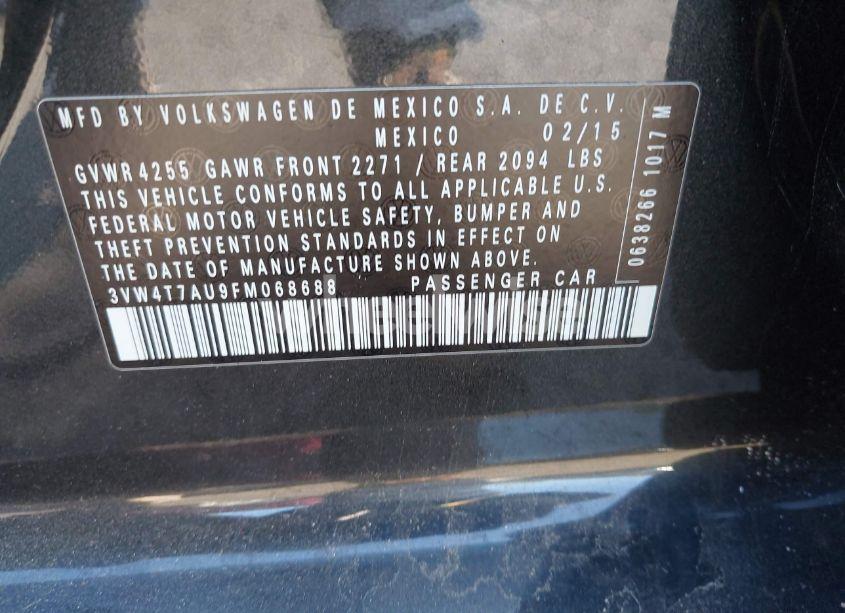 MFD BY VOLKSWAGEN DE MEXICO S.A. DE C.V.
MEXICO 02/15
GVWR 4255 GAWR FRONT 2271 / REAR 2094 LBS
THIS VEHICLE CONFORMS TO ALL APPLICABLE U.S.
FEDERAL MOTOR VEHICLE SAFETY, BUMPER AND
THEFT PREVENTION STANDARDS IN EFFECT ON
THE DATE OF MANUFACTURE SHOWN ABOVE.
3VW4T7AU9FM068688 PASSENGER CAR
0638266 1017 M